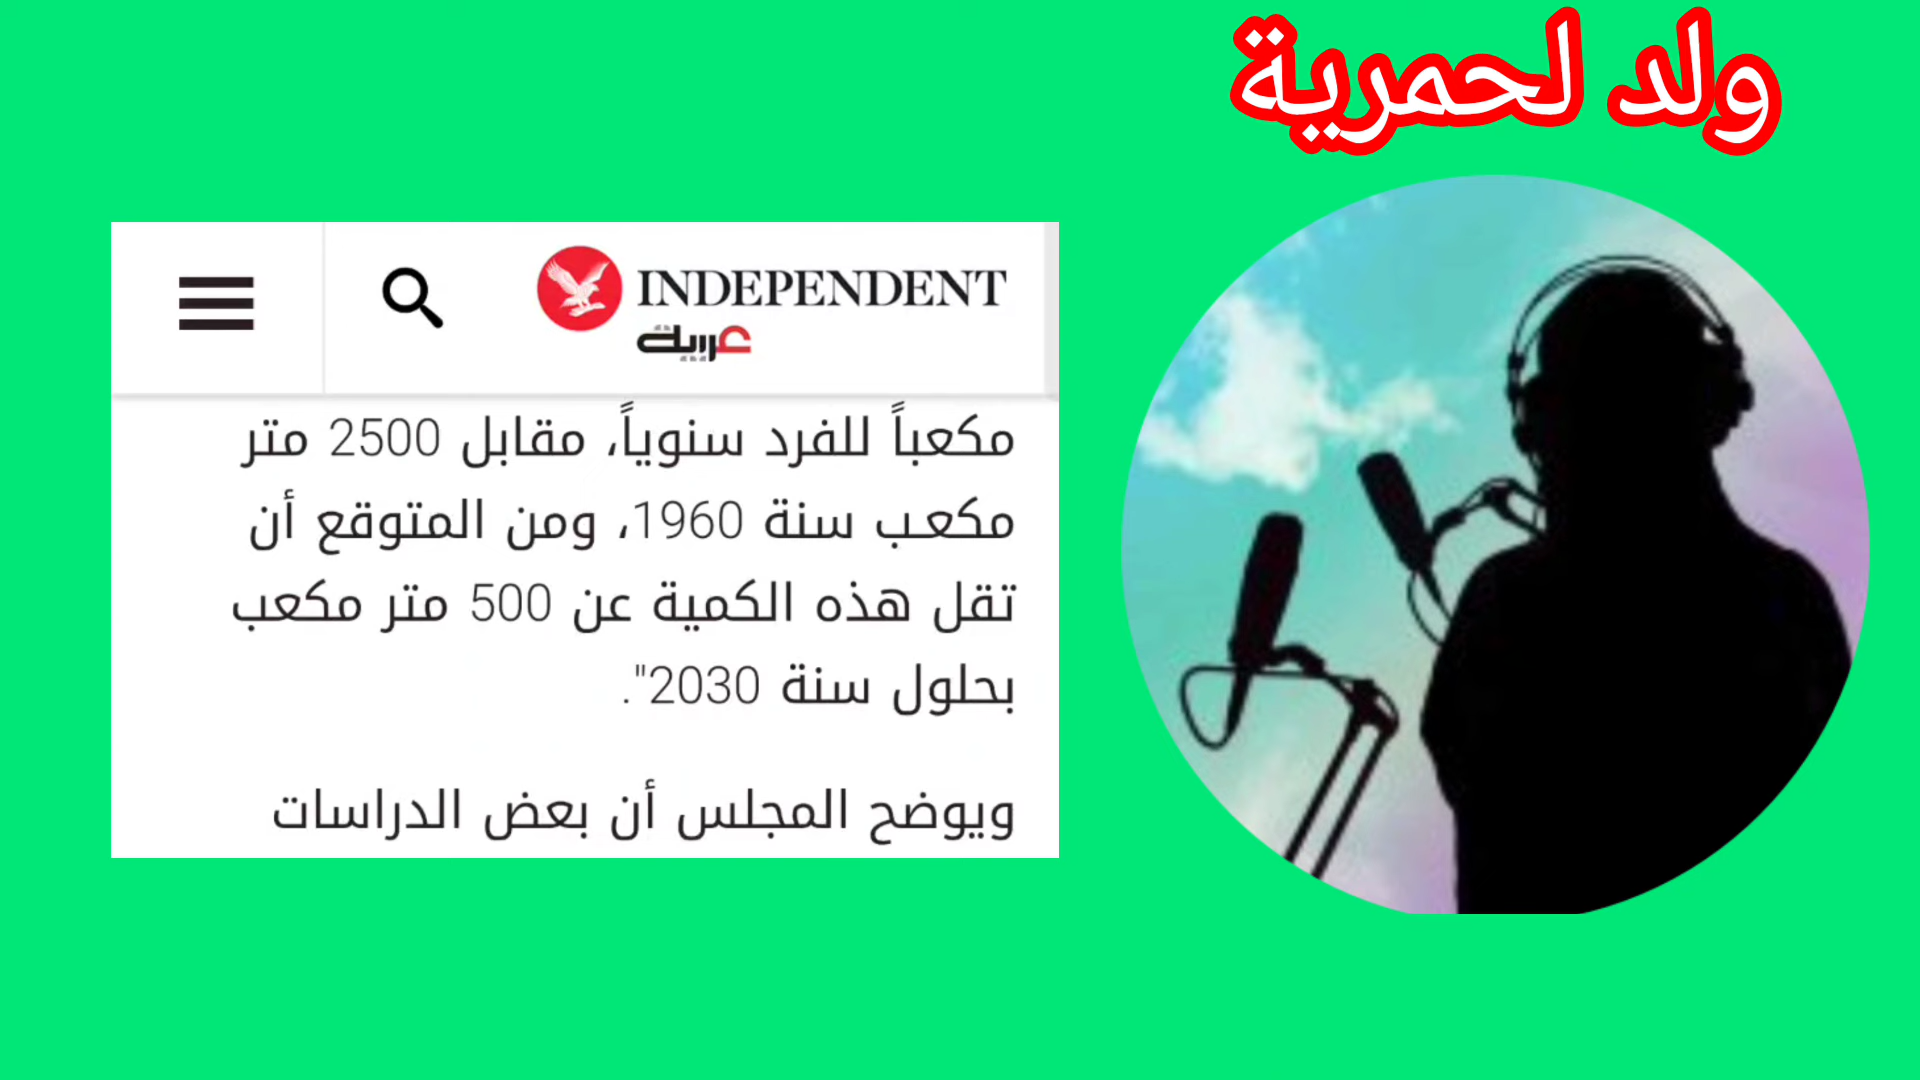 ولد لحمرية
INDEPENDENT
عربية
مكعباً للفرد سنوياً، مقابل 2500 متر
مكعب سنة 1960، ومن المتوقع أن
تقل هذه الكمية عن 500 متر مكعب
بحلول سنة 2030".
ويوضح المجلس أن بعض الدراسات